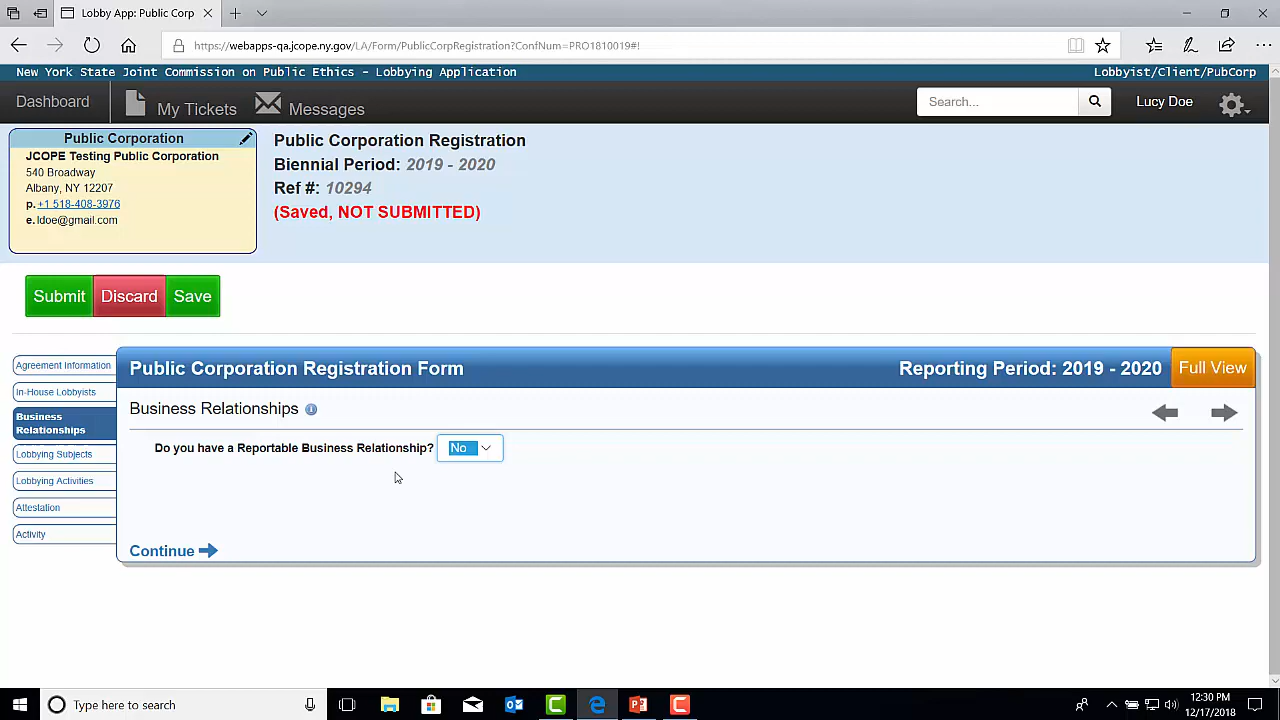 Lobby App: Public Corp
https://webapps-qa.jcope.ny.gov/LA/Form/PublicCorpRegistration?ConfNum=PRO1810019#!
New York State Joint Commission on Public Ethics - Lobbying Application
Lobbyist/Client/PubCorp
Dashboard
My Tickets
Messages
Search...
Lucy Doe
Public Corporation
JCOPE Testing Public Corporation
540 Broadway
Albany, NY 12207
p. +1 518-408-3976
e. ldoe@gmail.com
Public Corporation Registration
Biennial Period: 2019 - 2020
Ref #: 10294
(Saved, NOT SUBMITTED)
Submit
Discard
Save
Agreement Information
In-House Lobbyists
Business
Relationships
Lobbying Subjects
Lobbying Activities
Attestation
Activity
Public Corporation Registration Form
Reporting Period: 2019 - 2020
Full View
Business Relationships
Do you have a Reportable Business Relationship? No
Continue
Type here to search
12:30 PM
12/17/2018